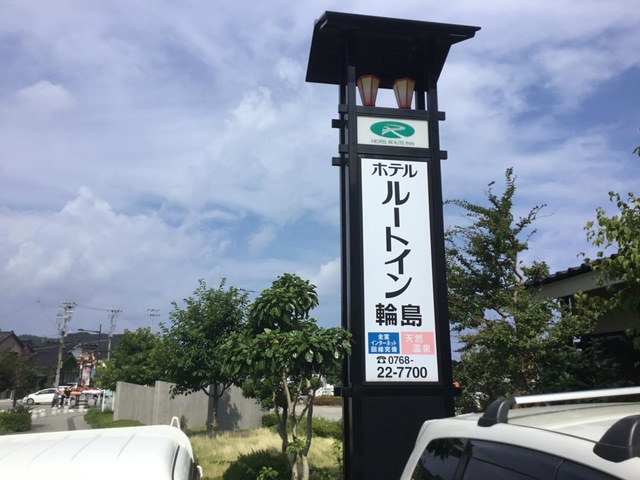 HOTEL ROUTE INN
ホテル
ルートイン
輪島
全室
インターネット
回線完備
天然
温泉
☎0768-
22-7700